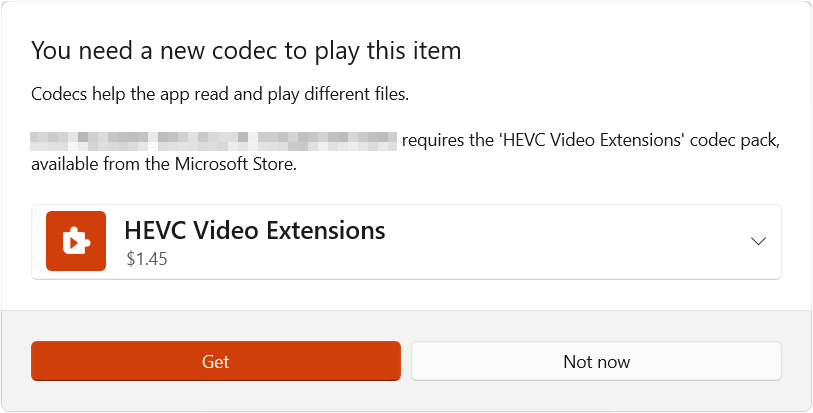 You need a new codec to play this item
Codecs help the app read and play different files.
requires the 'HEVC Video Extensions' codec pack,
available from the Microsoft Store.
HEVC Video Extensions
$1.45
Get
Not now